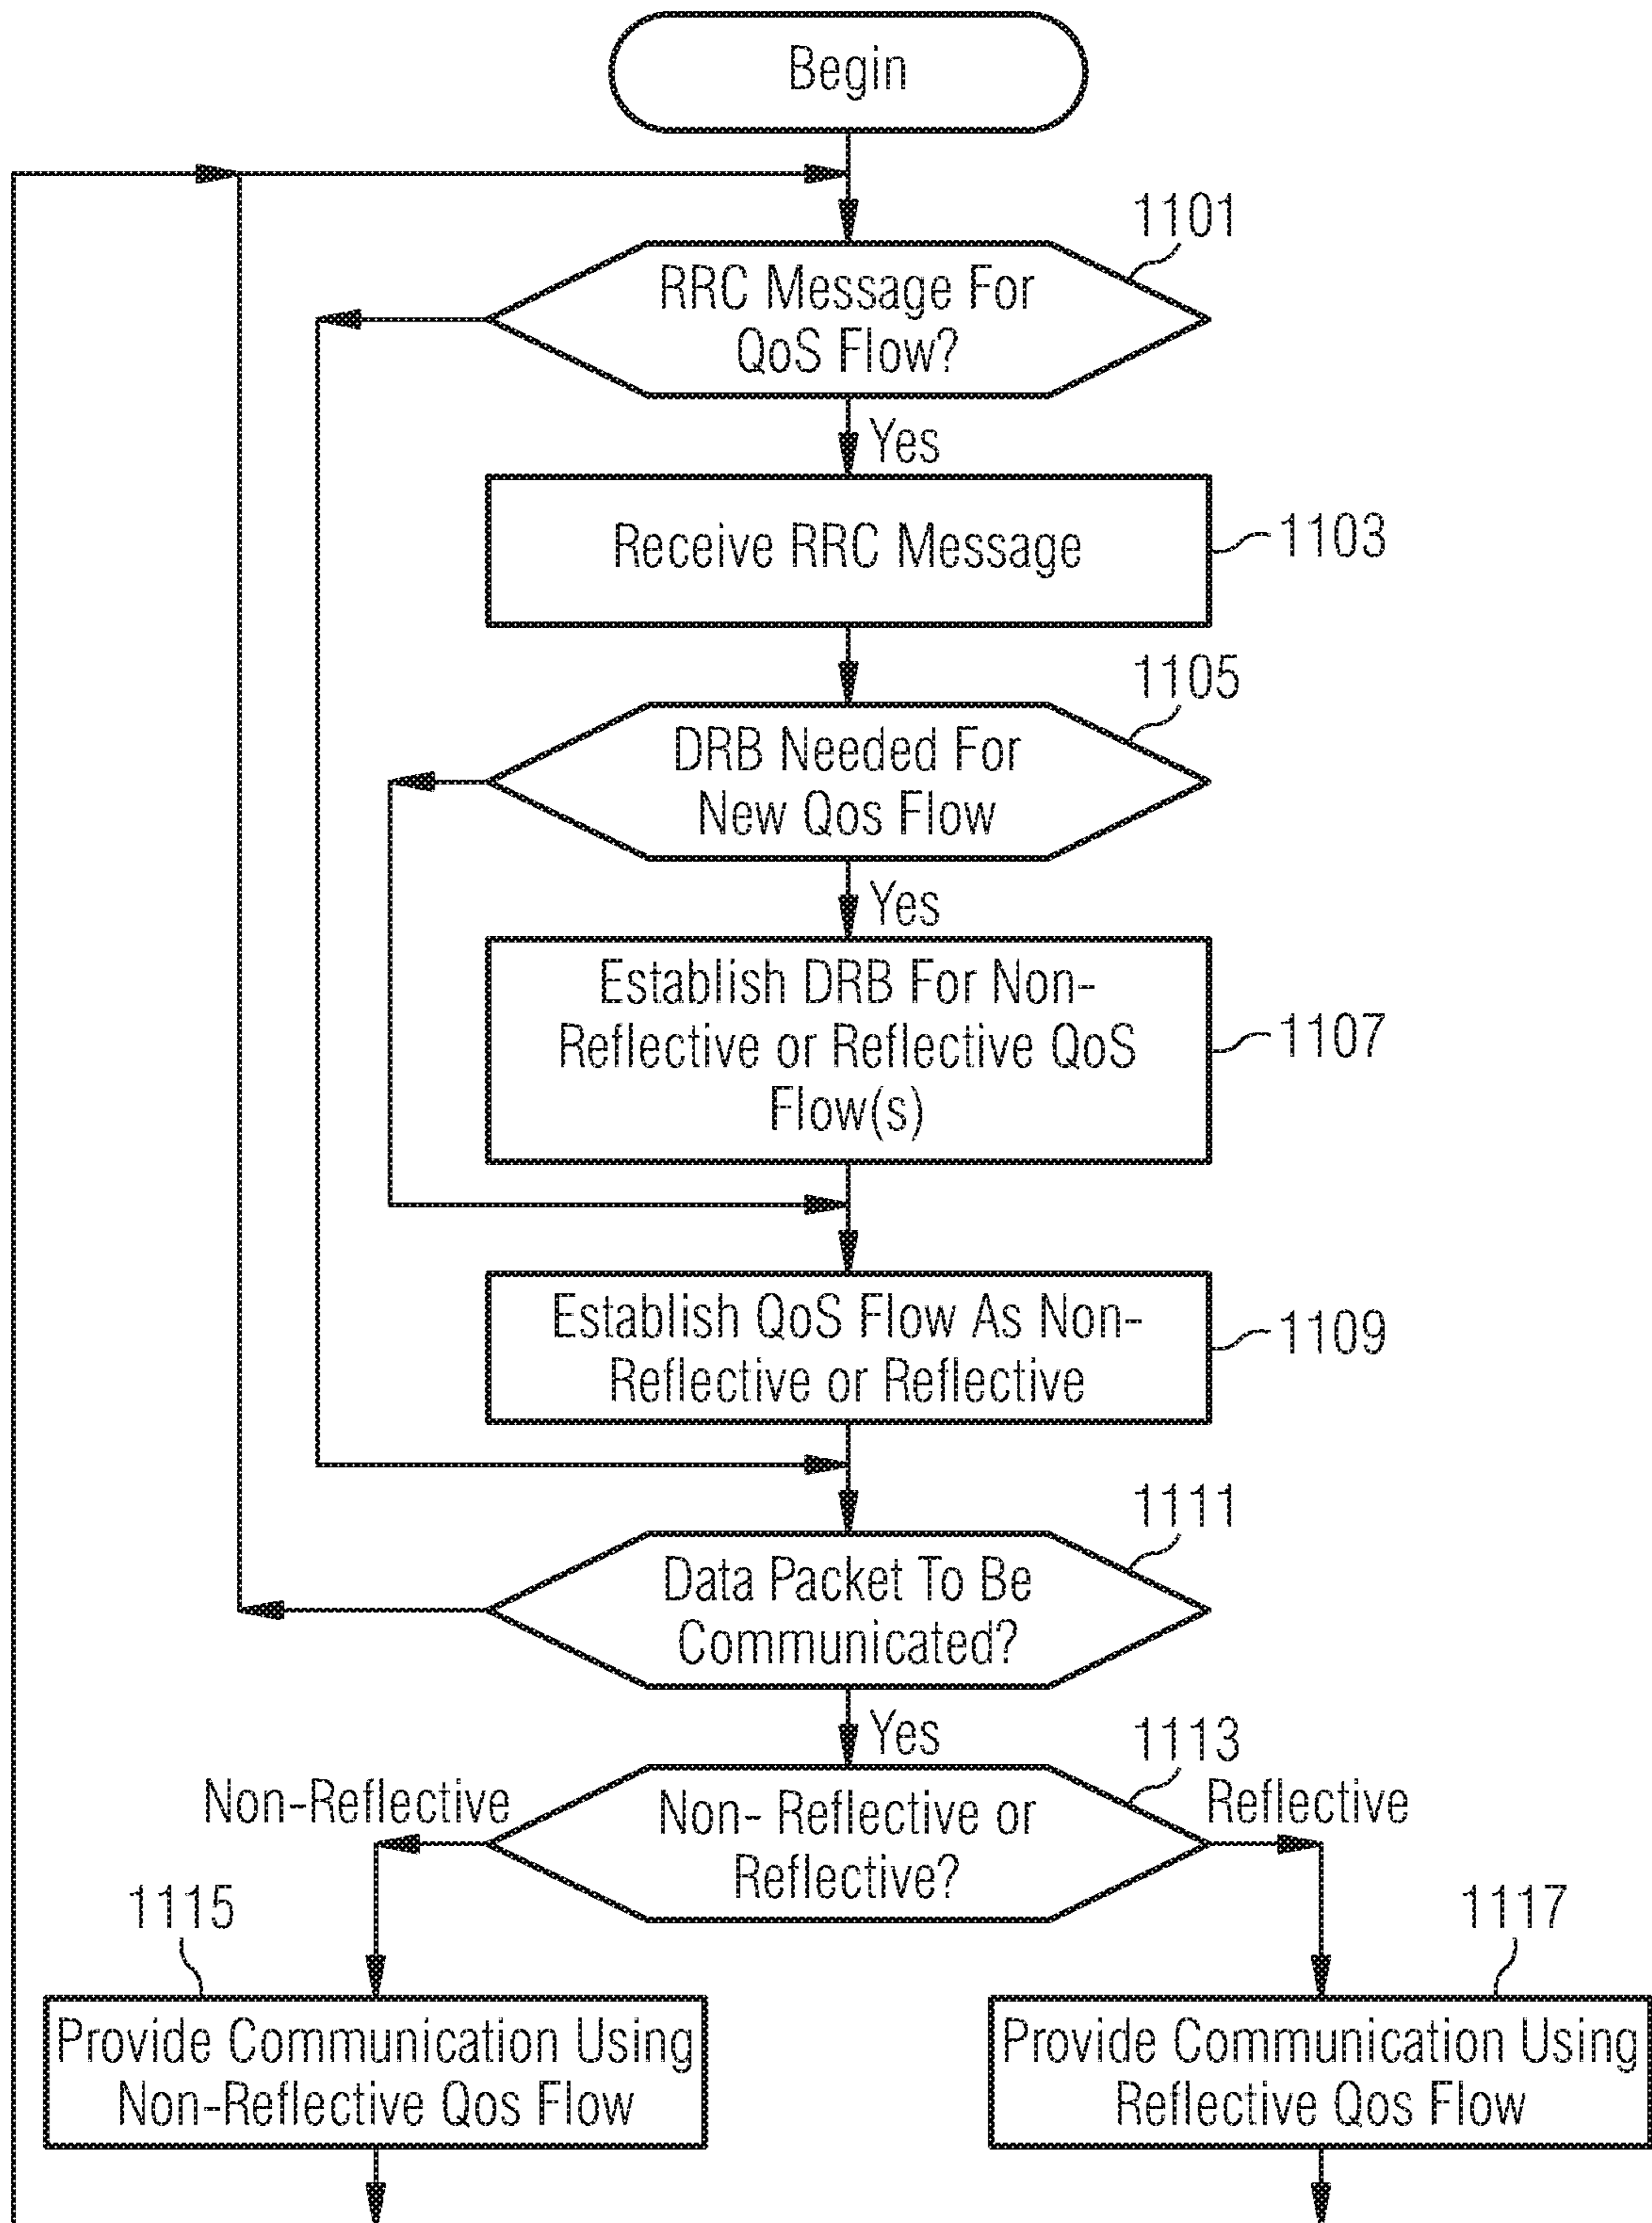 Begin
1101
RRC Message For
QoS Flow?
Yes
Receive RRC Message
1103
1105
DRB Needed For
New Qos Flow
Yes
Establish DRB For Non-
Reflective or Reflective QoS
Flow(s)
1107
Establish QoS Flow As Non-
Reflective or Reflective
1109
1111
Data Packet To Be
Communicated?
Yes
1113
Non-Reflective
Non- Reflective or
Reflective?
Reflective
1115
Provide Communication Using
Non-Reflective Qos Flow
1117
Provide Communication Using
Reflective Qos Flow